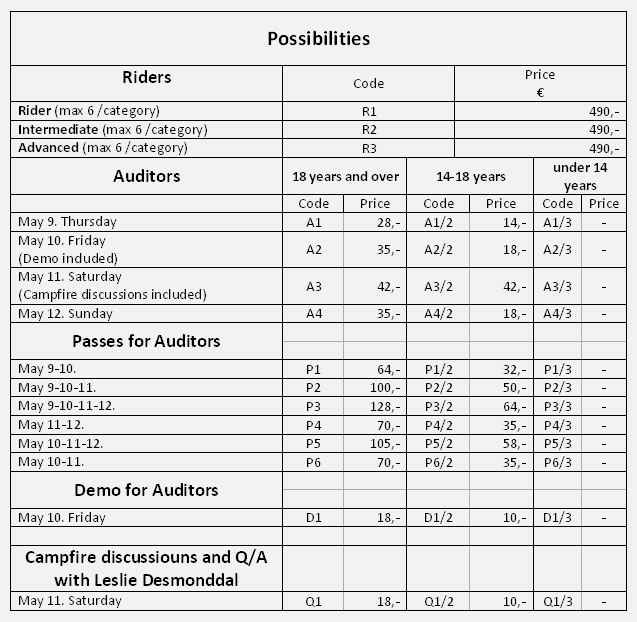 Possibilities
Riders Code Price
€
Rider (max 6 /category) R1 490,-
Intermediate (max 6 /category) R2 490,-
Advanced (max 6 /category) R3 490,-
Auditors 18 years and over 14-18 years under 14 years
Code Price Code Price Code Price
May 9. Thursday A1 28,- A1/2 14,- A1/3 -
May 10. Friday
(Demo included) A2 35,- A2/2 18,- A2/3 -
May 11. Saturday
(Campfire discussions included) A3 42,- A3/2 42,- A3/3 -
May 12. Sunday A4 35,- A4/2 18,- A4/3 -
Passes for Auditors
May 9-10. P1 64,- P1/2 32,- P1/3 -
May 9-10-11. P2 100,- P2/2 50,- P2/3 -
May 9-10-11-12. P3 128,- P3/2 64,- P3/3 -
May 11-12. P4 70,- P4/2 35,- P4/3 -
May 10-11-12. P5 105,- P5/2 58,- P5/3 -
May 10-11. P6 70,- P6/2 35,- P6/3 -
Demo for Auditors
May 10. Friday D1 18,- D1/2 10,- D1/3 -
Campfire discussiouns and Q/A
with Leslie Desmonddal
May 11. Saturday Q1 18,- Q1/2 10,- Q1/3 -